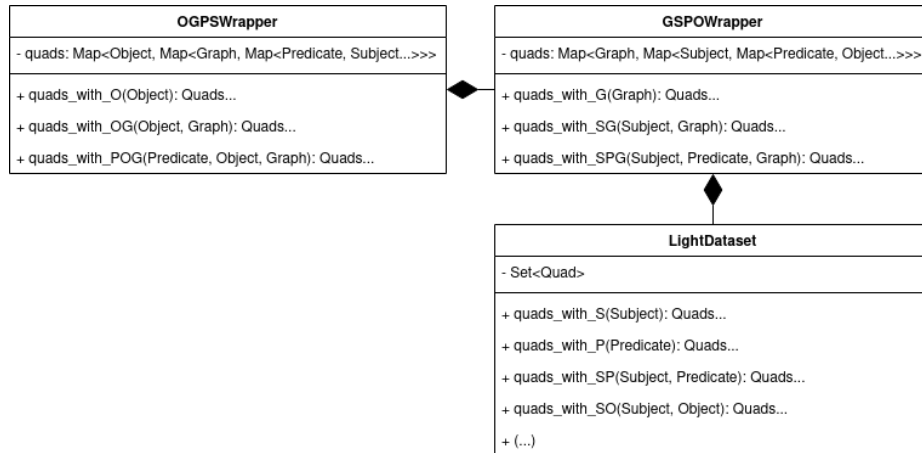 OGPSWrapper
- quads: Map<Object, Map<Graph, Map<Predicate, Subject...>>>
+ quads_with_O(Object): Quads...
+ quads_with_OG(Object, Graph): Quads...
+ quads_with_POG(Predicate, Object, Graph): Quads...
GSPOWrapper
- quads: Map<Graph, Map<Subject, Map<Predicate, Object...>>>
+ quads_with_G(Graph): Quads...
+ quads_with_SG(Subject, Graph): Quads...
+ quads_with_SPG(Subject, Predicate, Graph): Quads...
LightDataset
- Set<Quad>
+ quads_with_S(Subject): Quads...
+ quads_with_P(Predicate): Quads...
+ quads_with_SP(Subject, Predicate): Quads...
+ quads_with_SO(Subject, Object): Quads...
+ (...)